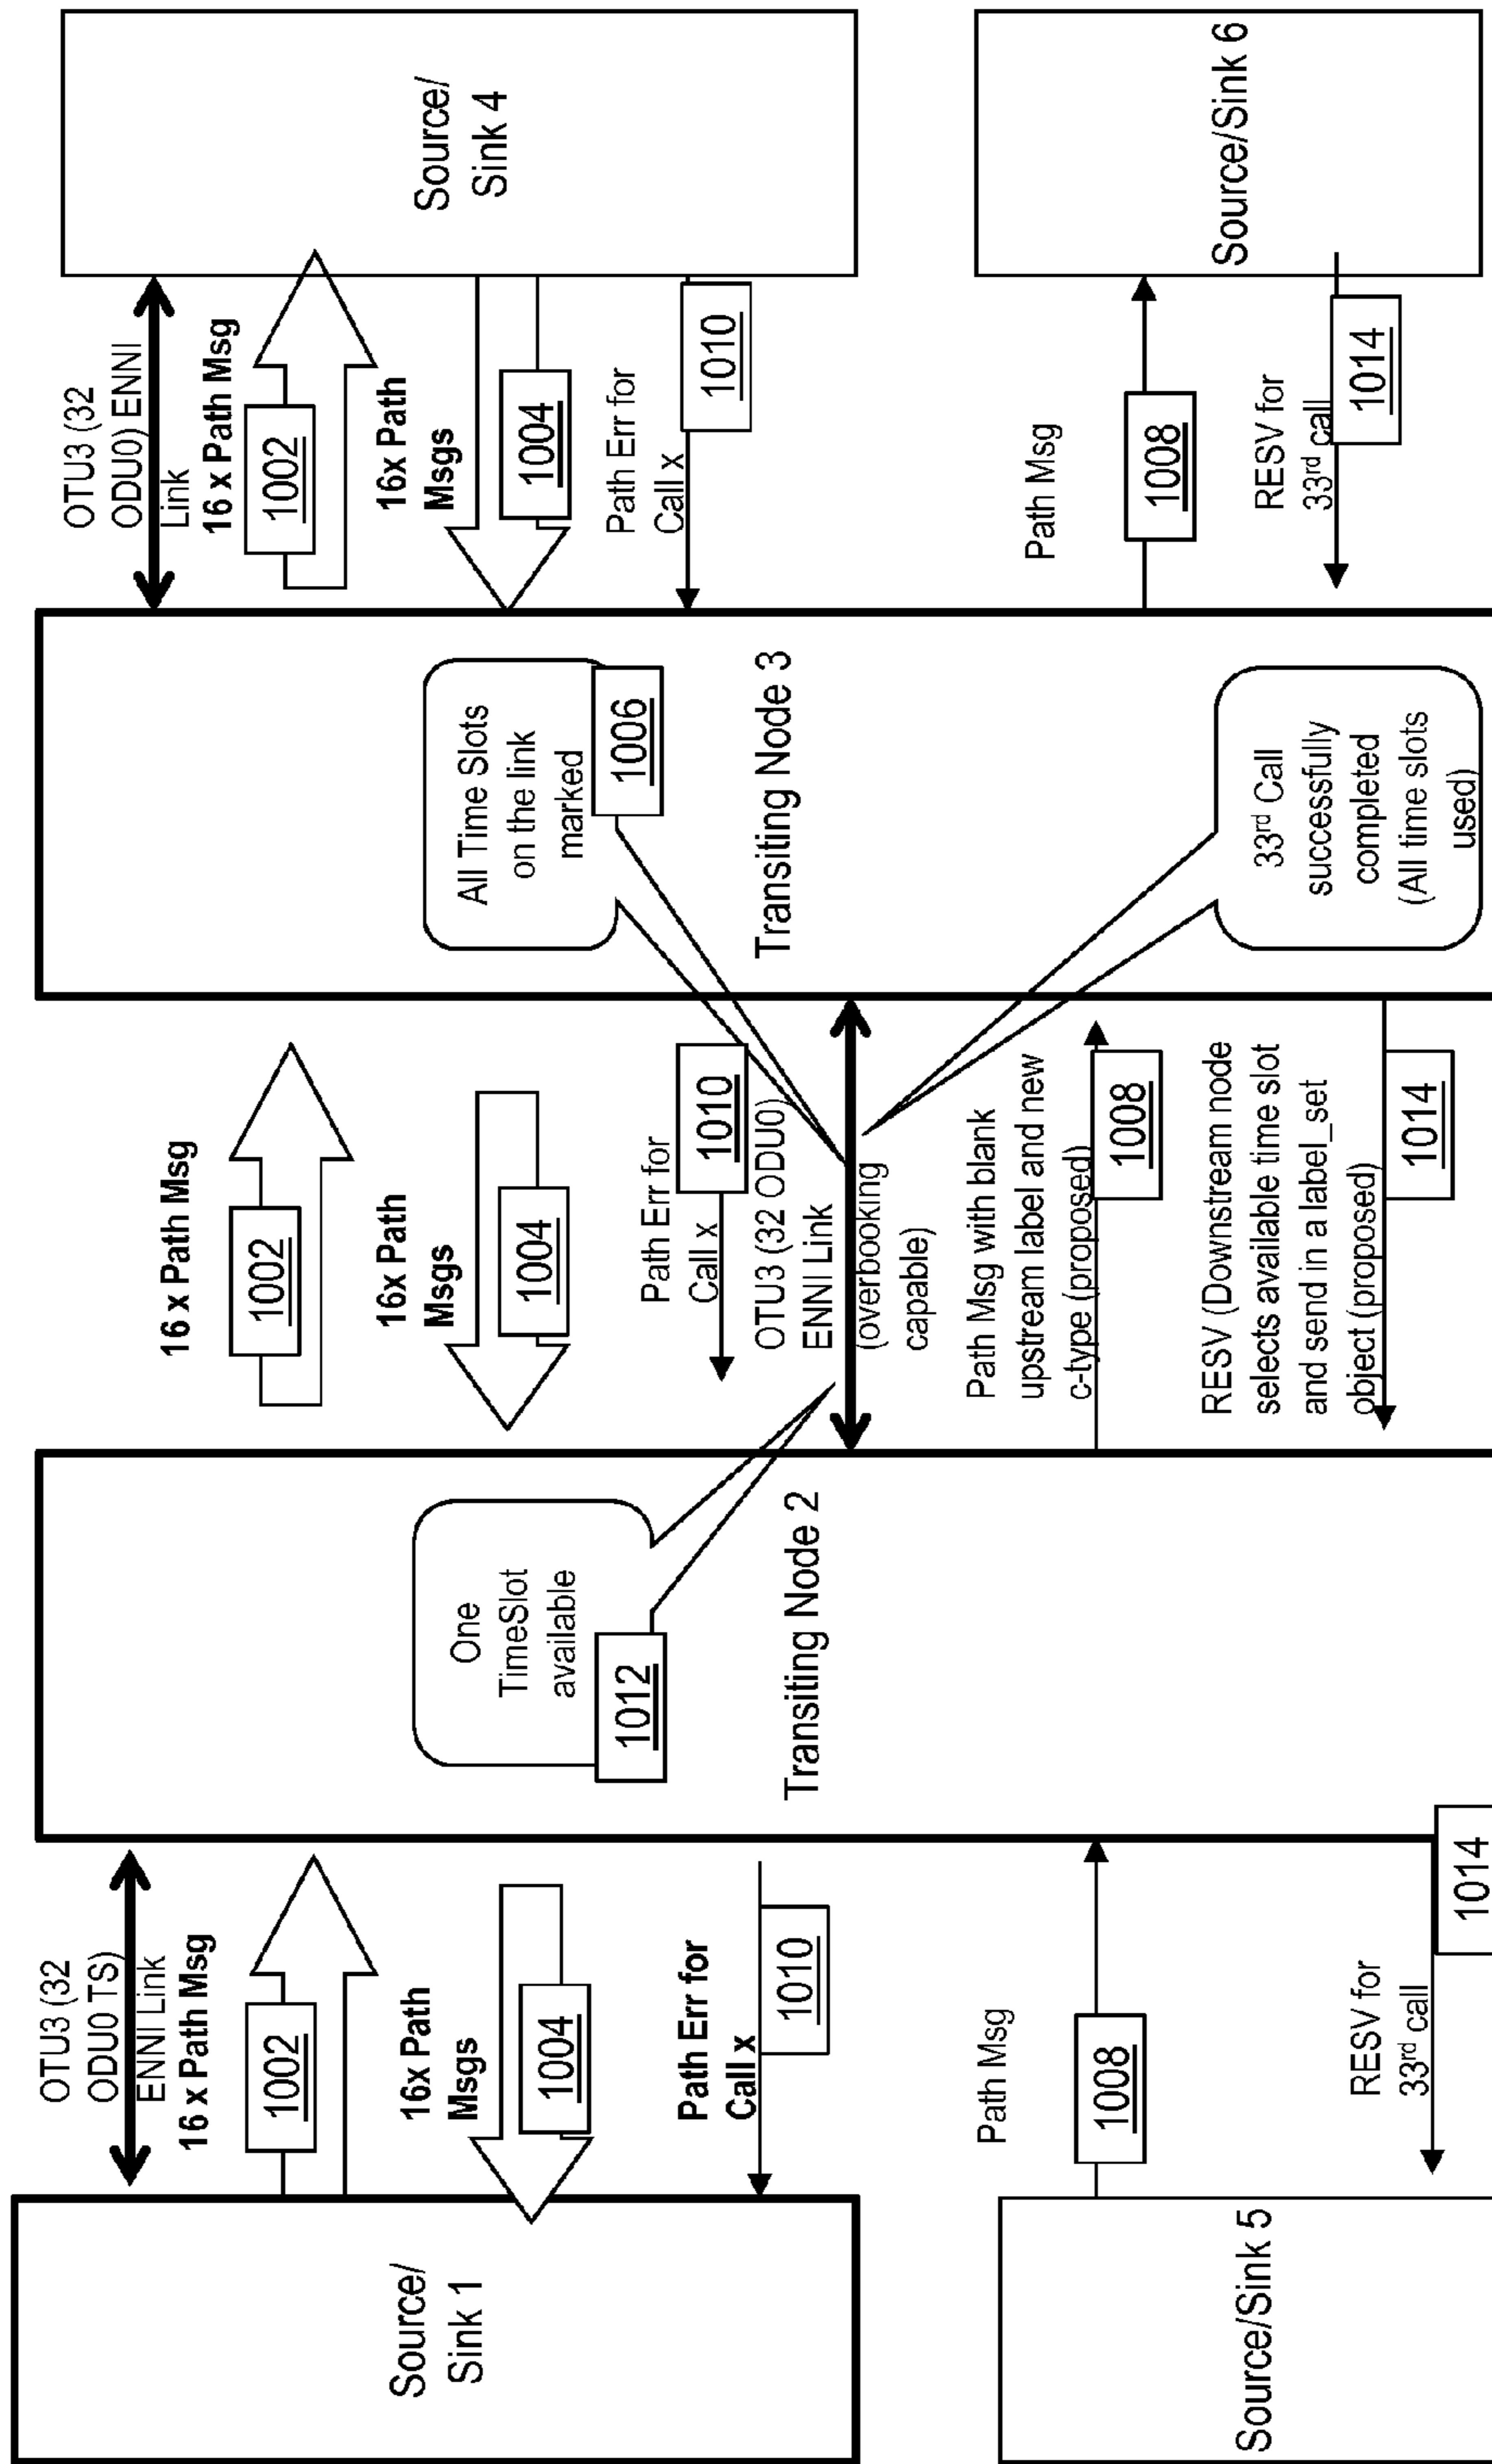 Source/
Sink 1
OTU3 (32
ODU0 TS)
ENNI Link
16 x Path Msg
1002
16x Path
Msgs
1004
Path Err for
Call x
1010
Source/Sink 5
Path Msg
1008
RESV for
33rd call
1014
Transiting Node 2
One
TimeSlot
available
1012
16 x Path Msg
1002
16x Path
Msgs
1004
Path Err for
Call x
1010
OTU3 (32 ODU0)
ENNI Link
(overbooking
capable)
Path Msg with blank
upstream label and new
c-type (proposed)
1008
RESV (Downstream node
selects available time slot
and send in a label_set
object (proposed)
1014
Transiting Node 3
All Time Slots
on the link
marked
1006
33rd Call
successfully
completed
(All time slots
used)
OTU3 (32
ODU0) ENNI
Link
16 x Path Msg
1002
16x Path
Msgs
1004
Path Err for
Call x
1010
Source/
Sink 4
Path Msg
1008
RESV for
33rd call
1014
Source/Sink 6